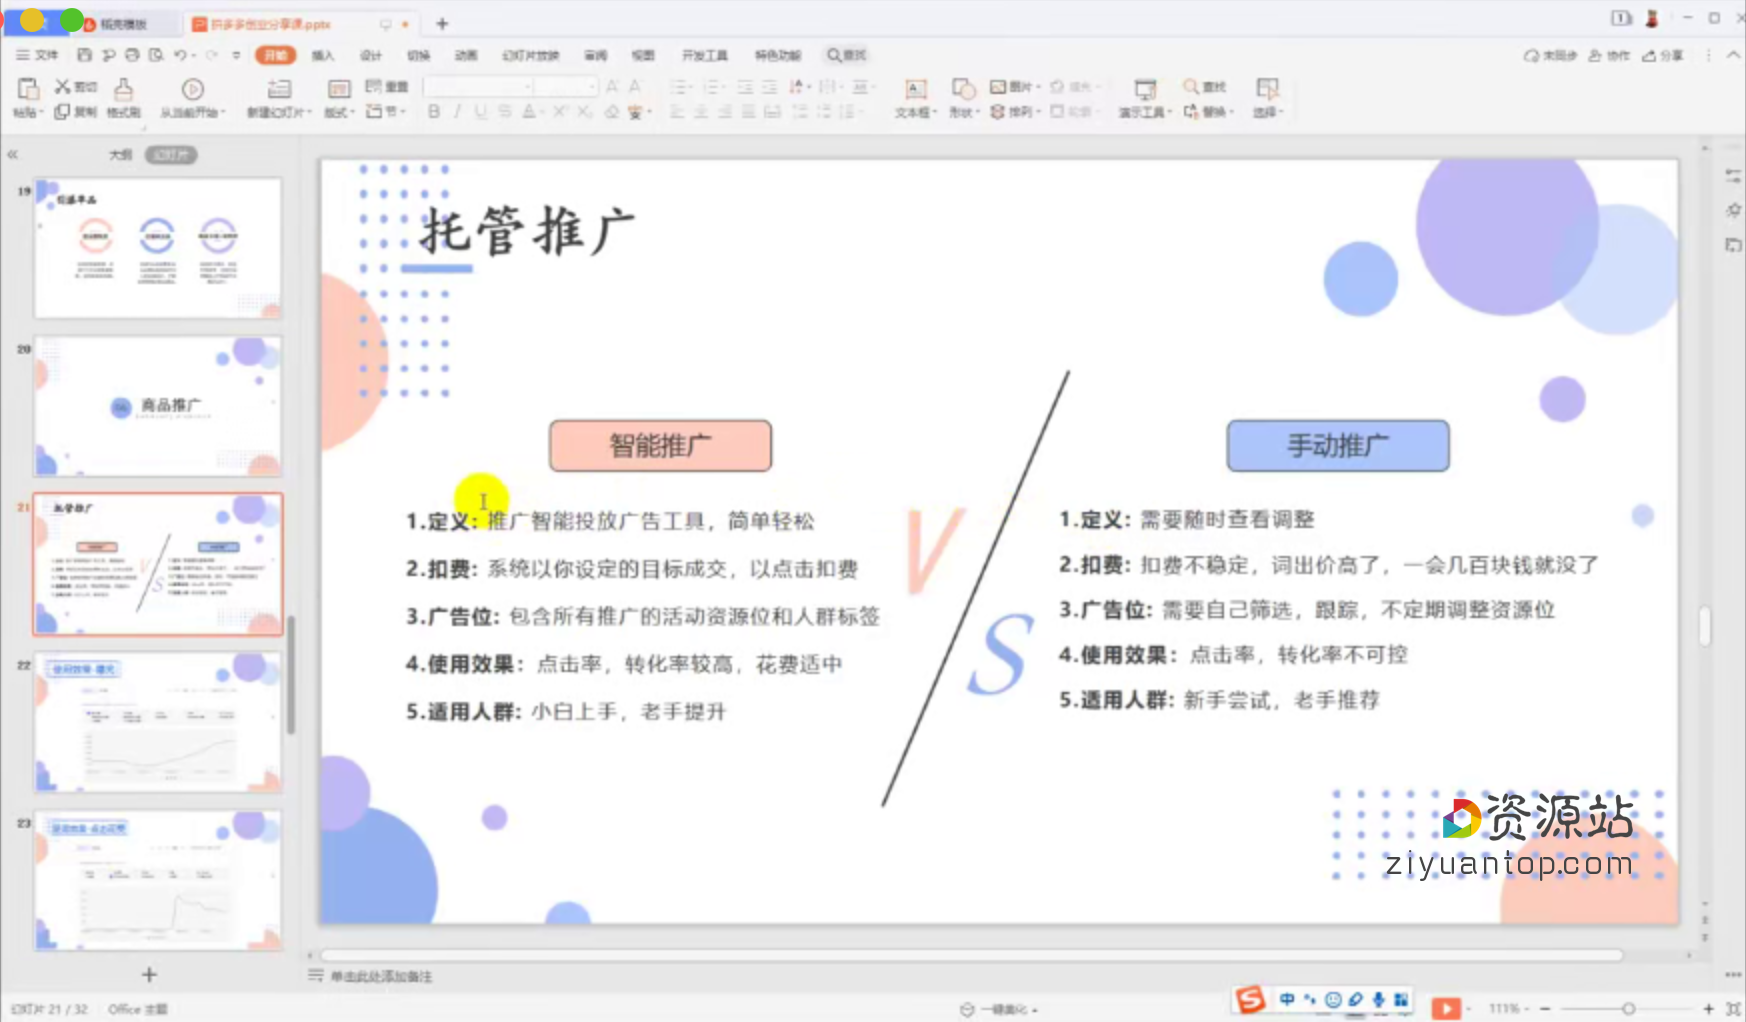 稻壳模板
拼多多创业分享课.pptx
文件
开始 插入 设计 切换 动画 幻灯片放映 审阅 视图 开发工具 特色功能 查找
未同步 协作 分享
粘贴 剪切 复制 格式刷 从当前开始 新建幻灯片 版式 重置 节
B I U S A
文本框 形状 图片 排列 填充 轮廓 演示工具 查找 替换 选择
大纲 幻灯片
19
引爆单品
20
商品推广
21
托管推广
22
23
托管推广
智能推广
1.定义: 推广智能投放广告工具，简单轻松
2.扣费: 系统以你设定的目标成交，以点击扣费
3.广告位: 包含所有推广的活动资源位和人群标签
4.使用效果: 点击率，转化率较高，花费适中
5.适用人群: 小白上手，老手提升
V
S
手动推广
1.定义: 需要随时查看调整
2.扣费: 扣费不稳定，词出价高了，一会几百块钱就没了
3.广告位: 需要自己筛选，跟踪，不定期调整资源位
4.使用效果: 点击率，转化率不可控
5.适用人群: 新手尝试，老手推荐
资源站
ziyuantop.com
单击此处添加备注
幻灯片 21 / 32 Office 主题
一键美化
中
111%